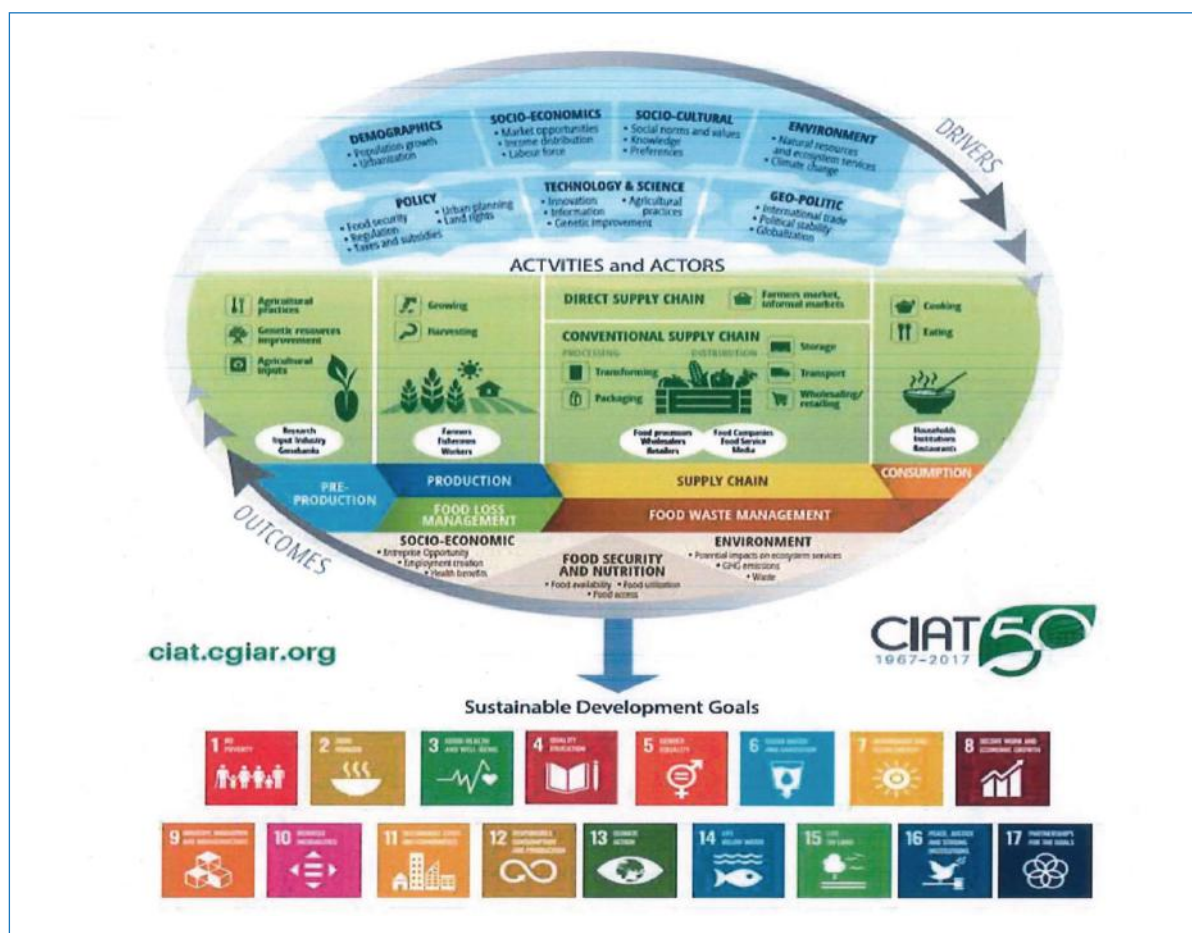 DRIVERS
DEMOGRAPHICS
• Population growth
• Urbanization
SOCIO-ECONOMICS
• Market opportunities
• Income distribution
• Labour force
SOCIO-CULTURAL
• Social norms and values
• Knowledge
• Preferences
ENVIRONMENT
• Natural resources
and ecosystem services
• Climate change
POLICY
• Food security
• Regulation
• Taxes and subsidies
• Urban planning
• Land rights
TECHNOLOGY & SCIENCE
• Innovation
• Information
• Genetic improvement
• Agricultural
practices
GEO-POLITIC
• International trade
• Political stability
• Globalization
ACTVITIES and ACTORS
Agricultural
practices
Genetic resources
improvement
Agricultural
inputs
Research
Input Industry
Genebanks
Growing
Harvesting
Farmers
Fishermen
Workers
DIRECT SUPPLY CHAIN
Farmers market,
informal markets
CONVENTIONAL SUPPLY CHAIN
PROCESSING
Transforming
Packaging
DISTRIBUTION
Storage
Transport
Wholesaling/
retailing
Food processors
Wholesalers
Retailers
Food Companies
Food Service
Media
Cooking
Eating
Households
Institutions
Restaurants
PRE-
PRODUCTION
PRODUCTION
SUPPLY CHAIN
CONSUMPTION
FOOD LOSS
MANAGEMENT
FOOD WASTE MANAGEMENT
OUTCOMES
SOCIO-ECONOMIC
• Entreprise Opportunity
• Employment creation
• Health benefits
FOOD SECURITY
AND NUTRITION
• Food availability • Food utilization
• Food access
ENVIRONMENT
• Potential impacts on ecosystem services
• GHG emissions
• Waste
ciat.cgiar.org
CIAT 50
1967–2017
Sustainable Development Goals
1 NO
POVERTY
2 ZERO
HUNGER
3 GOOD HEALTH
AND WELL-BEING
4 QUALITY
EDUCATION
5 GENDER
EQUALITY
6 CLEAN WATER
AND SANITATION
7
8 DECENT WORK AND
ECONOMIC GROWTH
9 INDUSTRY, INNOVATION
AND INFRASTRUCTURE
10 REDUCED
INEQUALITIES
11 SUSTAINABLE CITIES
AND COMMUNITIES
12 RESPONSIBLE
CONSUMPTION
AND PRODUCTION
13 CLIMATE
ACTION
14 LIFE
BELOW WATER
15 LIFE
ON LAND
16 PEACE, JUSTICE
AND STRONG
INSTITUTIONS
17 PARTNERSHIPS
FOR THE GOALS